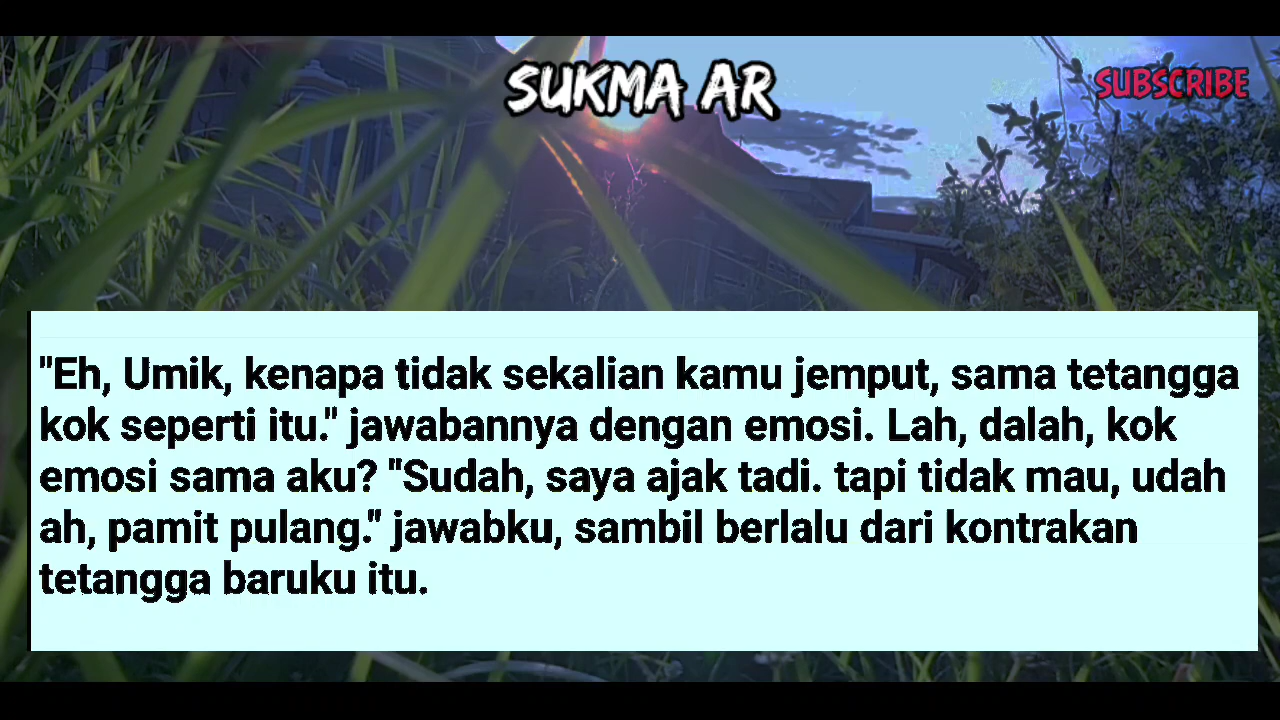 SUKMA AR
SUBSCRIBE
"Eh, Umik, kenapa tidak sekalian kamu jemput, sama tetangga
kok seperti itu." jawabannya dengan emosi. Lah, dalah, kok
emosi sama aku? "Sudah, saya ajak tadi. tapi tidak mau, udah
ah, pamit pulang." jawabku, sambil berlalu dari kontrakan
tetangga baruku itu.